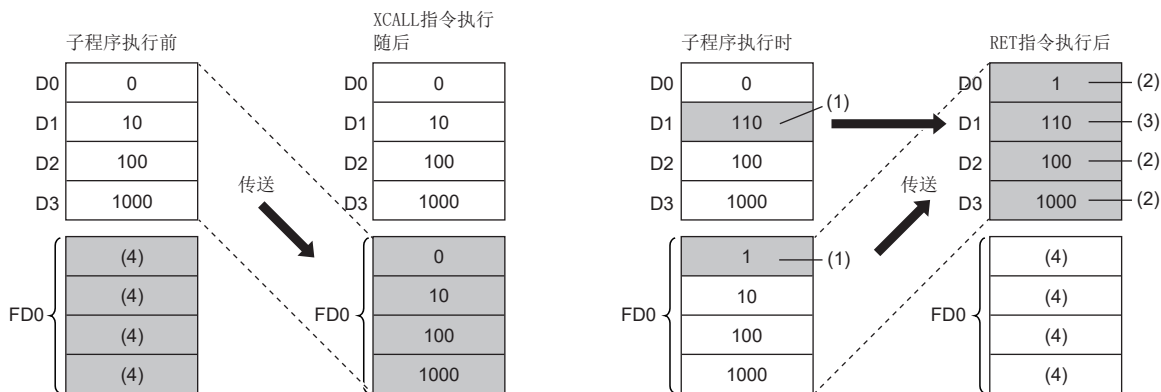 子程序执行前
D0 0
D1 10
D2 100
D3 1000
传送
FD0
(4)
(4)
(4)
(4)
XCALL指令执行
随后
D0 0
D1 10
D2 100
D3 1000
FD0
0
10
100
1000
子程序执行时
D0 0
D1 110 (1)
D2 100
D3 1000
传送
FD0
1 (1)
10
100
1000
RET指令执行后
D0 1 (2)
D1 110 (3)
D2 100 (2)
D3 1000 (2)
FD0
(4)
(4)
(4)
(4)